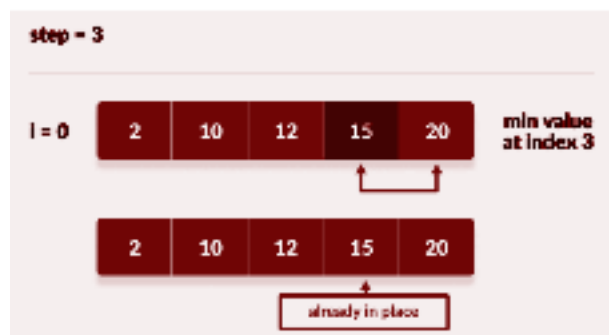 step = 3
i = 0
2 10 12 15 20
min value
at index 3
2 10 12 15 20
already in place